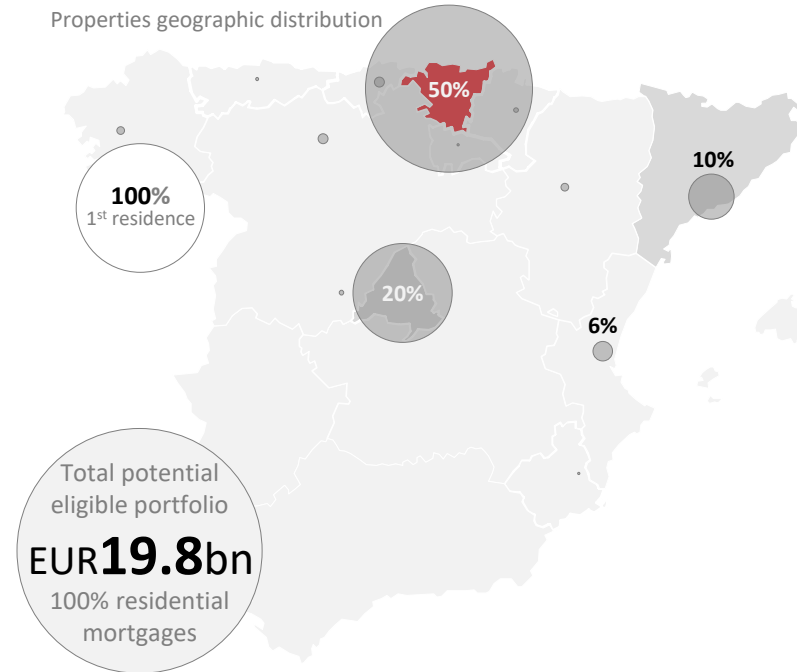 Properties geographic distribution
50%
10%
100%
1st residence
20%
6%
Total potential
eligible portfolio
EUR19.8bn
100% residential
mortgages